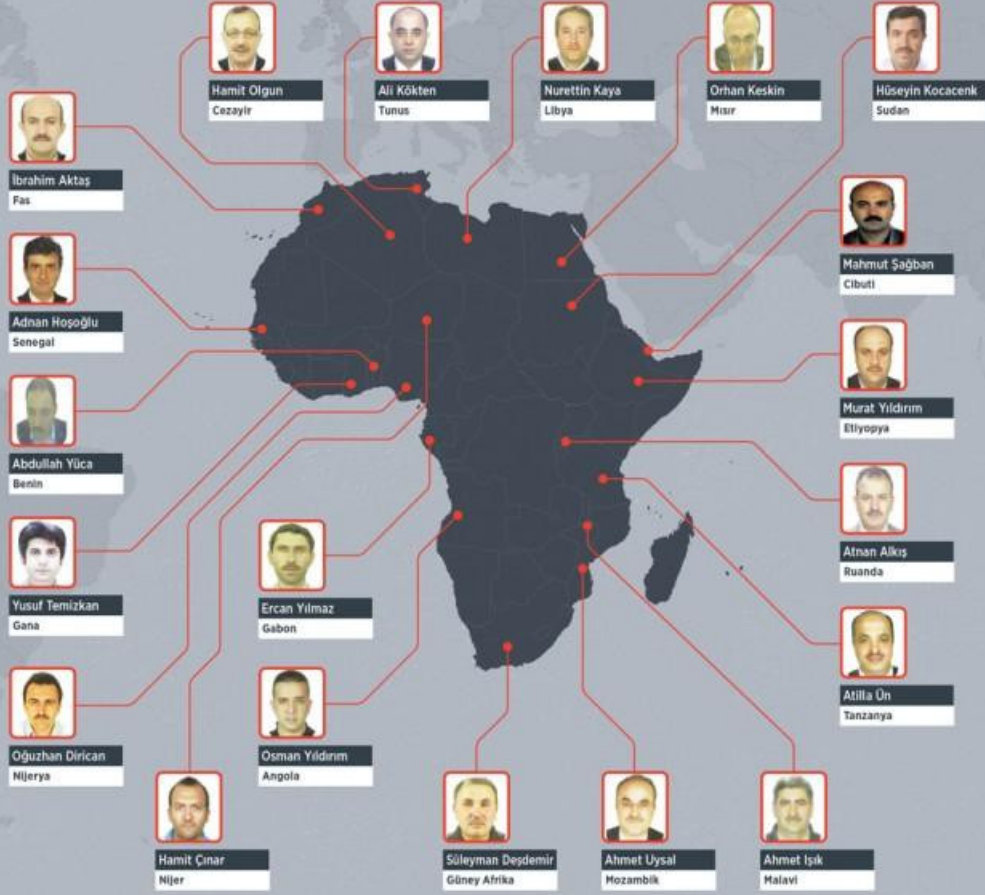 Hamit Olgun
Cezayir
Ali Kökten
Tunus
Nurettin Kaya
Libya
Orhan Keskin
Mısır
Hüseyin Kocacenk
Sudan
İbrahim Aktaş
Fas
Mahmut Şağban
Cibuti
Adnan Hoşoğlu
Senegal
Murat Yıldırım
Etiyopya
Abdullah Yüca
Benin
Atnan Alkış
Ruanda
Yusuf Temizkan
Gana
Ercan Yılmaz
Gabon
Atilla Ün
Tanzanya
Oğuzhan Dirican
Nijerya
Osman Yıldırım
Angola
Hamit Çınar
Nijer
Süleyman Deşdemir
Güney Afrika
Ahmet Uysal
Mozambik
Ahmet Işık
Malavi